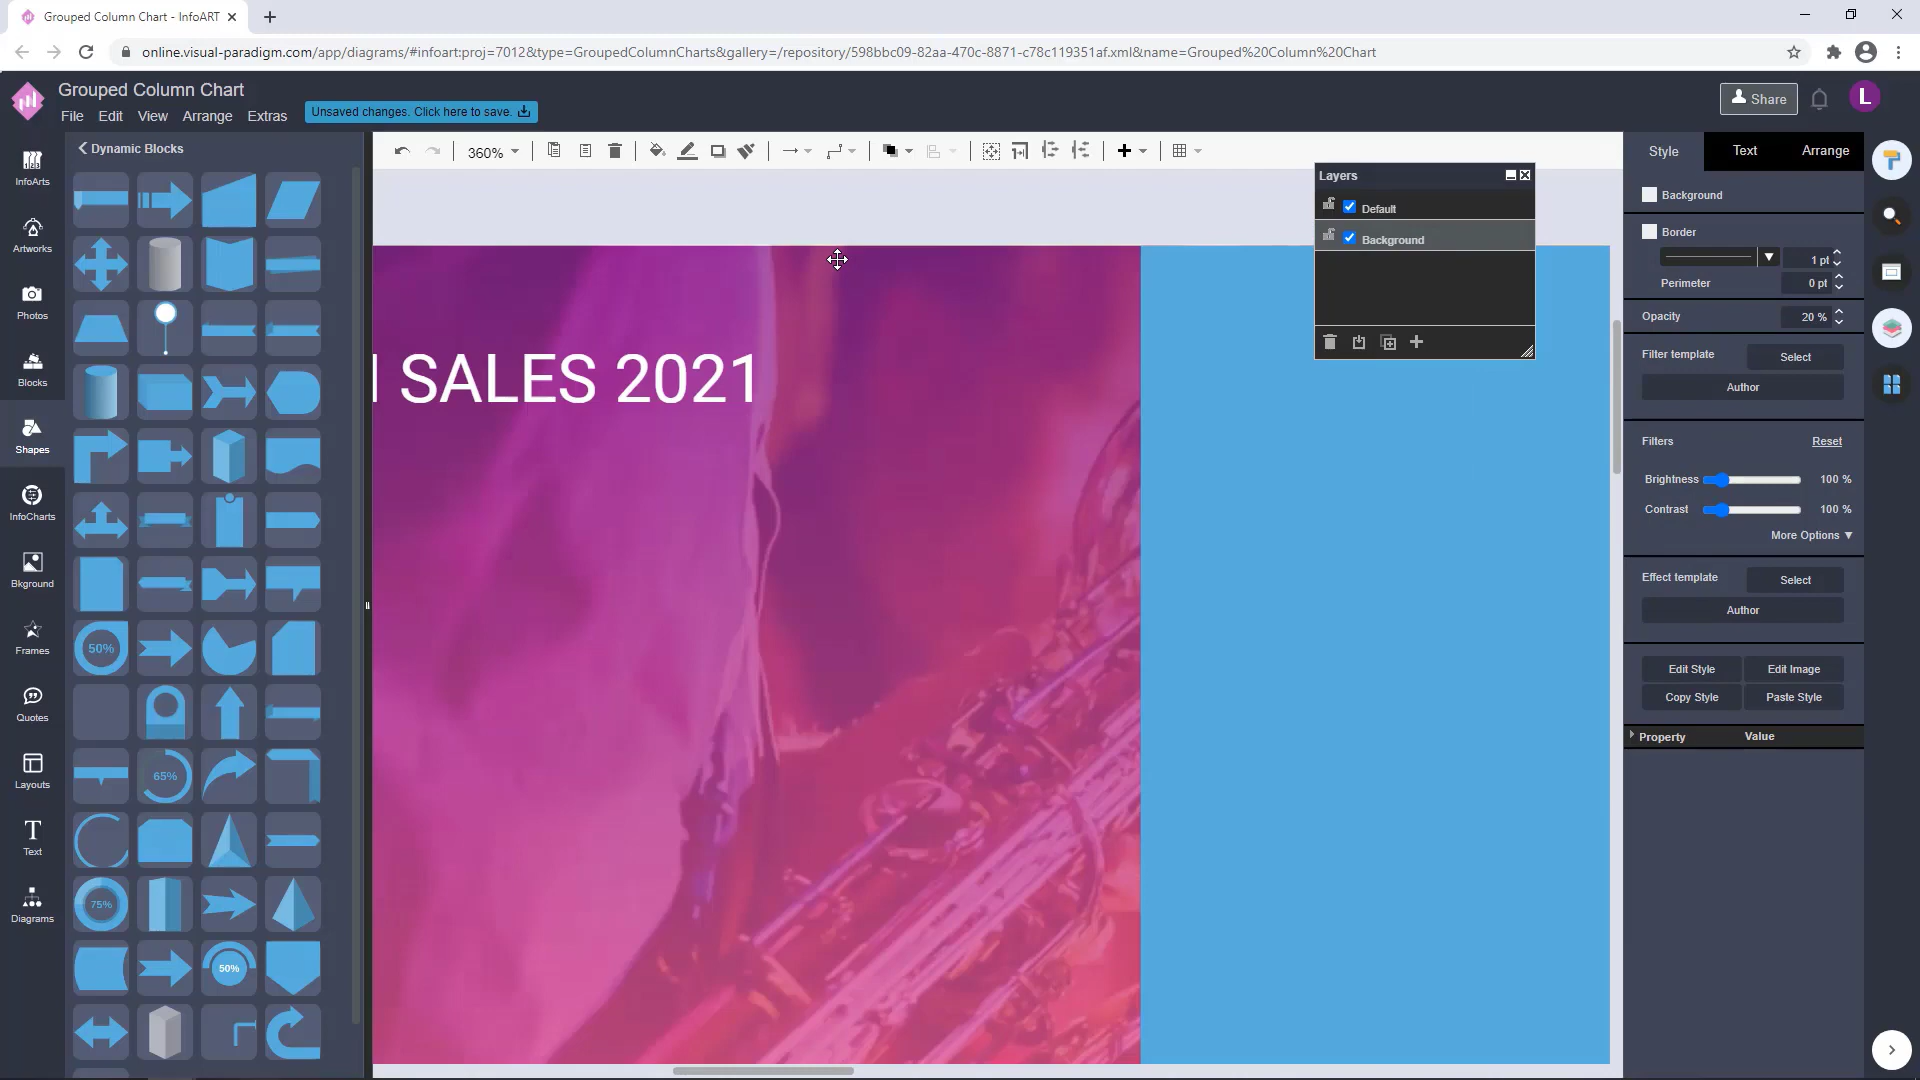 Grouped Column Chart - InfoART
online.visual-paradigm.com/app/diagrams/#infoart:proj=7012&type=GroupedColumnCharts&gallery=/repository/598bbc09-82aa-470c-8871-c78c119351af.xml&name=Grouped%20Column%20Chart
Grouped Column Chart
File Edit View Arrange Extras
Unsaved changes. Click here to save.
Share
L
InfoArts
Artworks
Photos
Blocks
Shapes
InfoCharts
Bkground
Frames
Quotes
Layouts
Text
Diagrams
Dynamic Blocks
50%
65%
75%
50%
360%
SALES 2021
Layers
Default
Background
Style Text Arrange
Background
Border
1 pt
Perimeter 0 pt
Opacity 20 %
Filter template Select
Author
Filters Reset
Brightness 100 %
Contrast 100 %
More Options ▼
Effect template Select
Author
Edit Style Edit Image
Copy Style Paste Style
Property Value